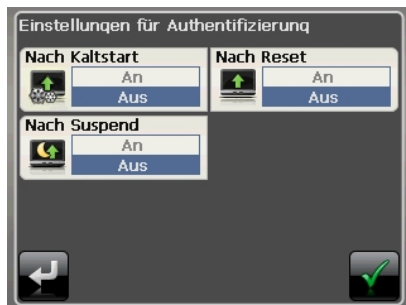 Einstellungen für Authentifizierung
Nach Kaltstart
An
Aus
Nach Reset
An
Aus
Nach Suspend
An
Aus